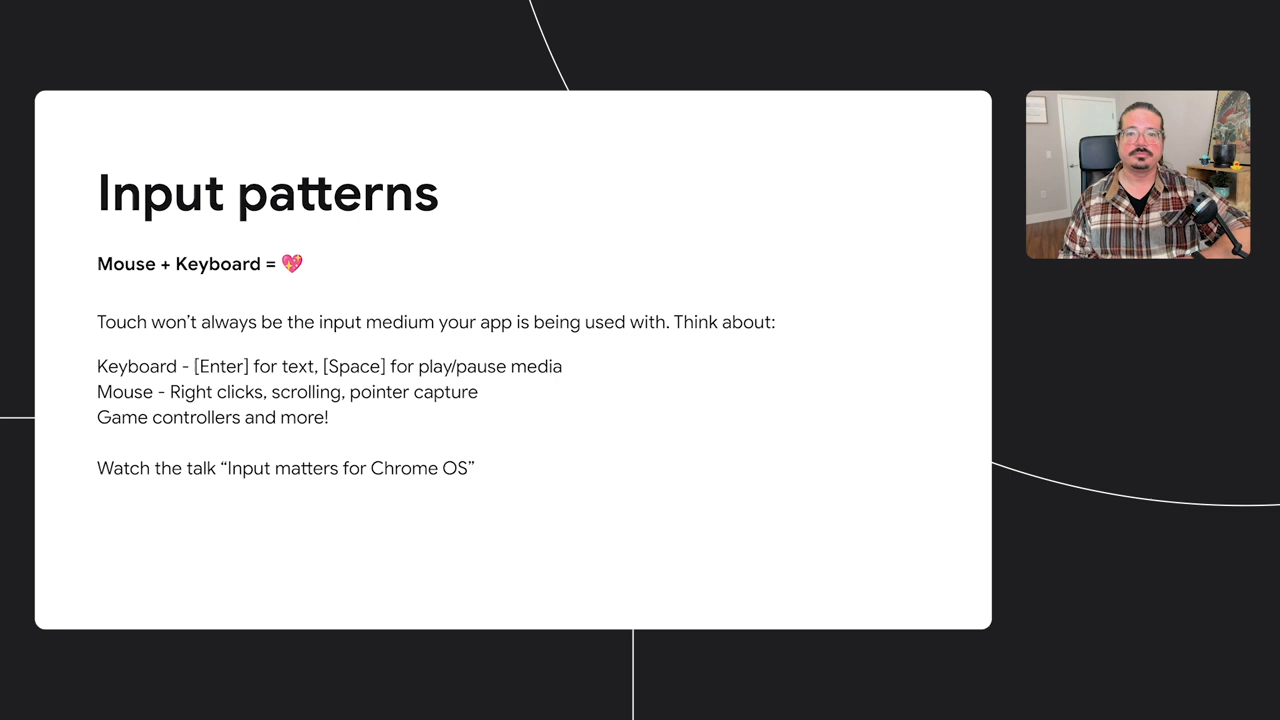 Input patterns
Mouse + Keyboard = 💖
Touch won’t always be the input medium your app is being used with. Think about:
Keyboard - [Enter] for text, [Space] for play/pause media
Mouse - Right clicks, scrolling, pointer capture
Game controllers and more!
Watch the talk “Input matters for Chrome OS”